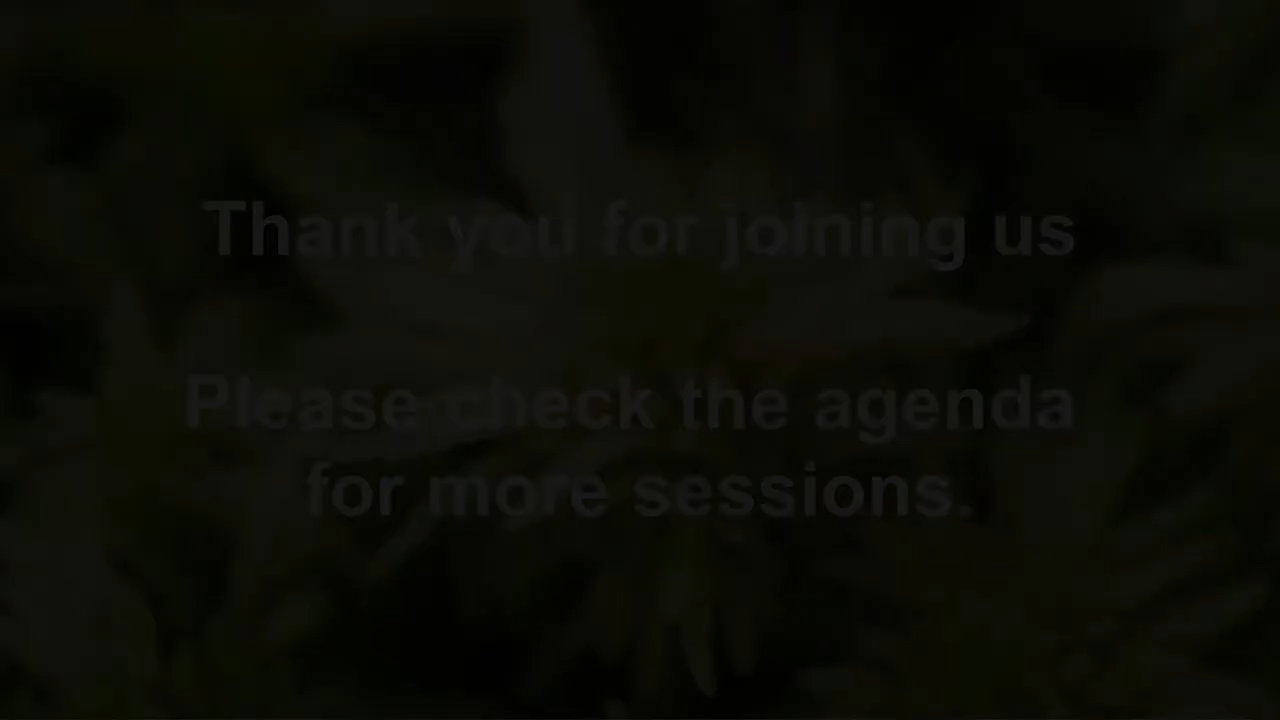 Thank you for joining us
Please check the agenda
for more sessions.